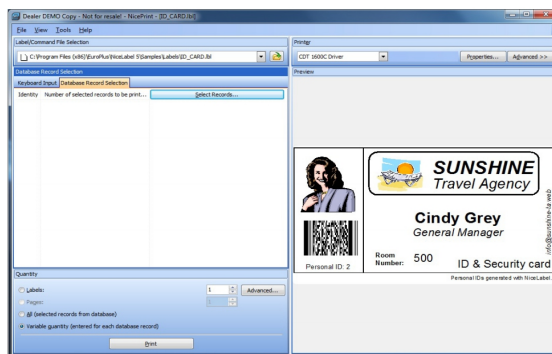 Dealer DEMO Copy - Not for resale! - NicePrint - [ID_CARD.lbl]
File View Tools Help
Label/Command File Selection
C:\Program Files (x86)\EuroPlus\NiceLabel 5\Samples\Labels\ID_CARD.lbl
Database Record Selection
Keyboard Input Database Record Selection
Identity Number of selected records to be print... Select Records...
Quantity
Labels: 1 Advanced...
Pages: 1
All (selected records from database)
Variable quantity (entered for each database record)
Print
Printer
CDT 1600C Driver Properties... Advanced >>
Preview
SUNSHINE
Travel Agency
Cindy Grey
General Manager
Room
Number: 500
Personal ID: 2
ID & Security card
info@sunshine-ta.web
Personal IDs generated with NiceLabel.